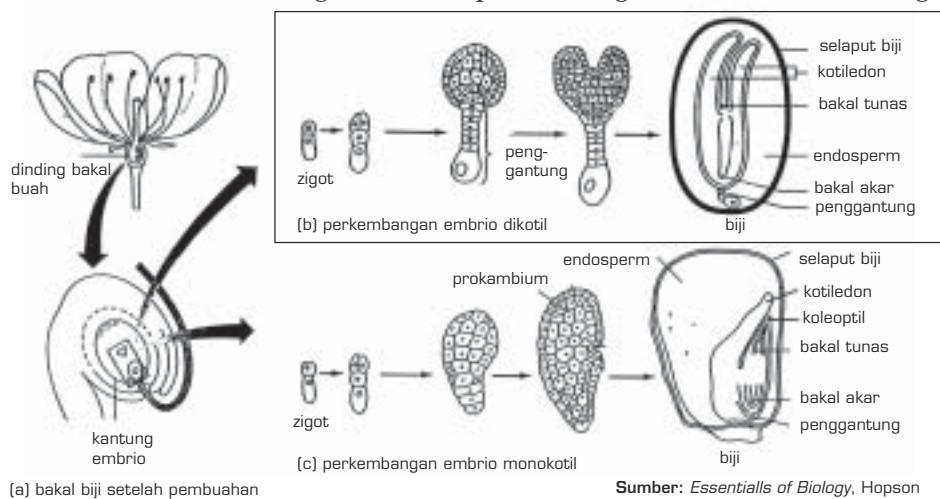 dinding bakal
buah
zigot
peng-
gantung
selaput biji
kotiledon
bakal tunas
endosperm
bakal akar
penggantung
biji
(b) perkembangan embrio dikotil
kantung
embrio
(a) bakal biji setelah pembuahan
endosperm
prokambium
zigot
selaput biji
kotiledon
koleoptil
bakal tunas
bakal akar
penggantung
biji
(c) perkembangan embrio monokotil
Sumber: Essentialls of Biology, Hopson